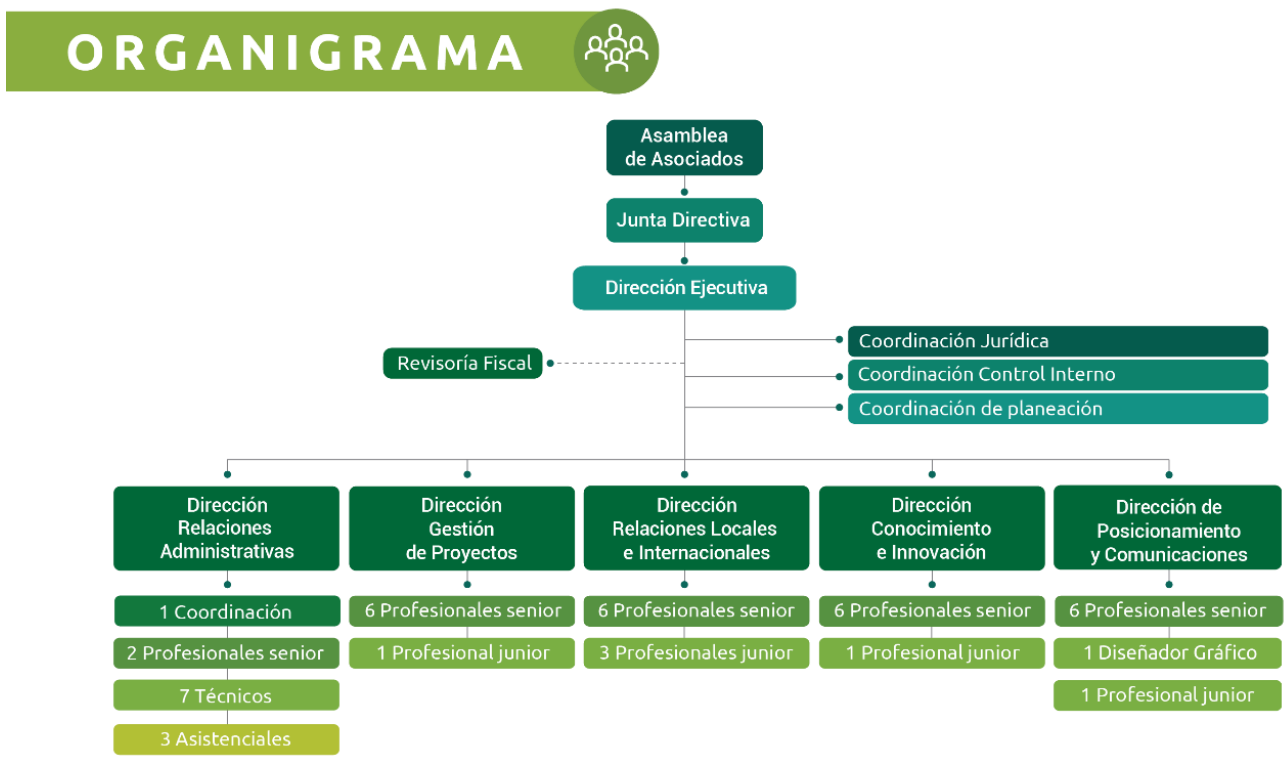 ORGANIGRAMA
Asamblea
de Asociados
Junta Directiva
Dirección Ejecutiva
Revisoría Fiscal
Coordinación Jurídica
Coordinación Control Interno
Coordinación de planeación
Dirección
Relaciones
Administrativas
1 Coordinación
2 Profesionales senior
7 Técnicos
3 Asistenciales
Dirección
Gestión
de Proyectos
6 Profesionales senior
1 Profesional junior
Dirección
Relaciones Locales
e Internacionales
6 Profesionales senior
3 Profesionales junior
Dirección
Conocimiento
e Innovación
6 Profesionales senior
1 Profesional junior
Dirección de
Posicionamiento
y Comunicaciones
6 Profesionales senior
1 Diseñador Gráfico
1 Profesional junior